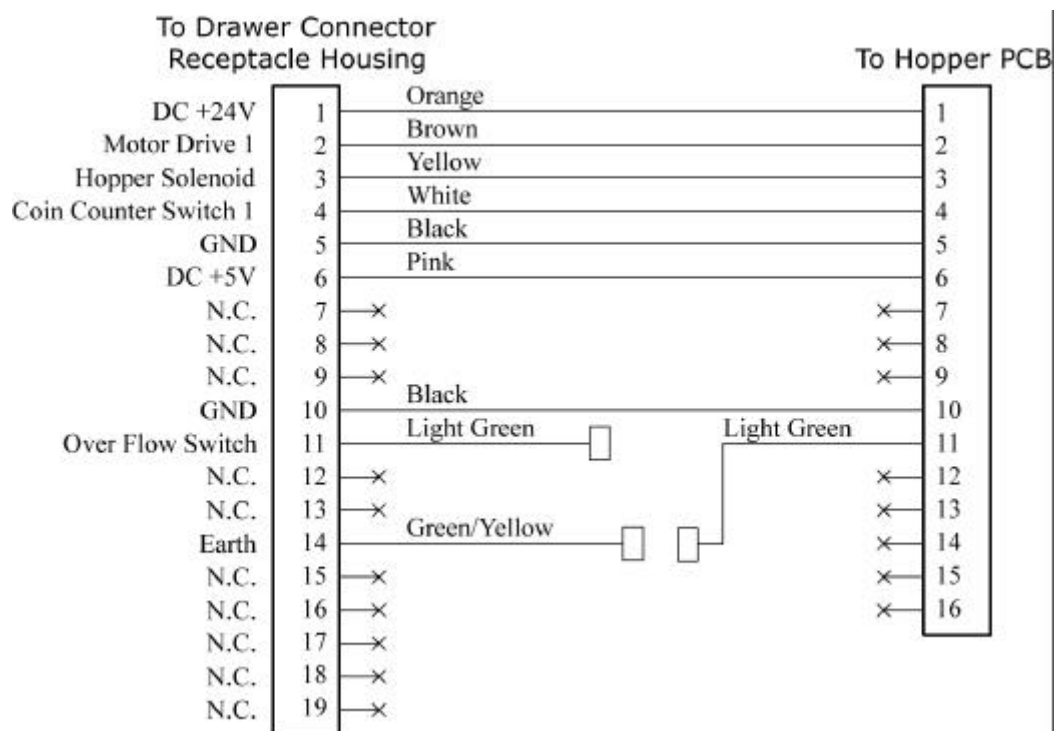 To Drawer Connector
Receptacle Housing
To Hopper PCB
DC +24V 1 Orange 1
Motor Drive 1 2 Brown 2
Hopper Solenoid 3 Yellow 3
Coin Counter Switch 1 4 White 4
GND 5 Black 5
DC +5V 6 Pink 6
N.C. 7 7
N.C. 8 8
N.C. 9 9
GND 10 Black 10
Over Flow Switch 11 Light Green Light Green 11
N.C. 12 12
N.C. 13 13
Earth 14 Green/Yellow 14
N.C. 15 15
N.C. 16 16
N.C. 17
N.C. 18
N.C. 19